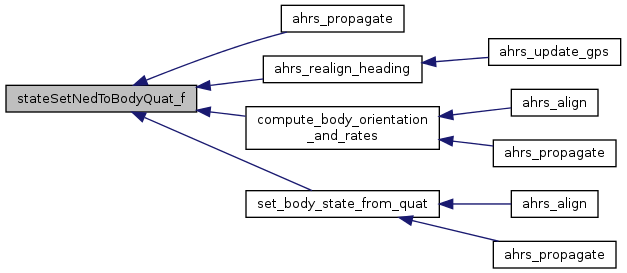 ahrs_propagate
ahrs_update_gps
ahrs_realign_heading
stateSetNedToBodyQuat_f
ahrs_align
compute_body_orientation
_and_rates
ahrs_propagate
ahrs_align
set_body_state_from_quat
ahrs_propagate